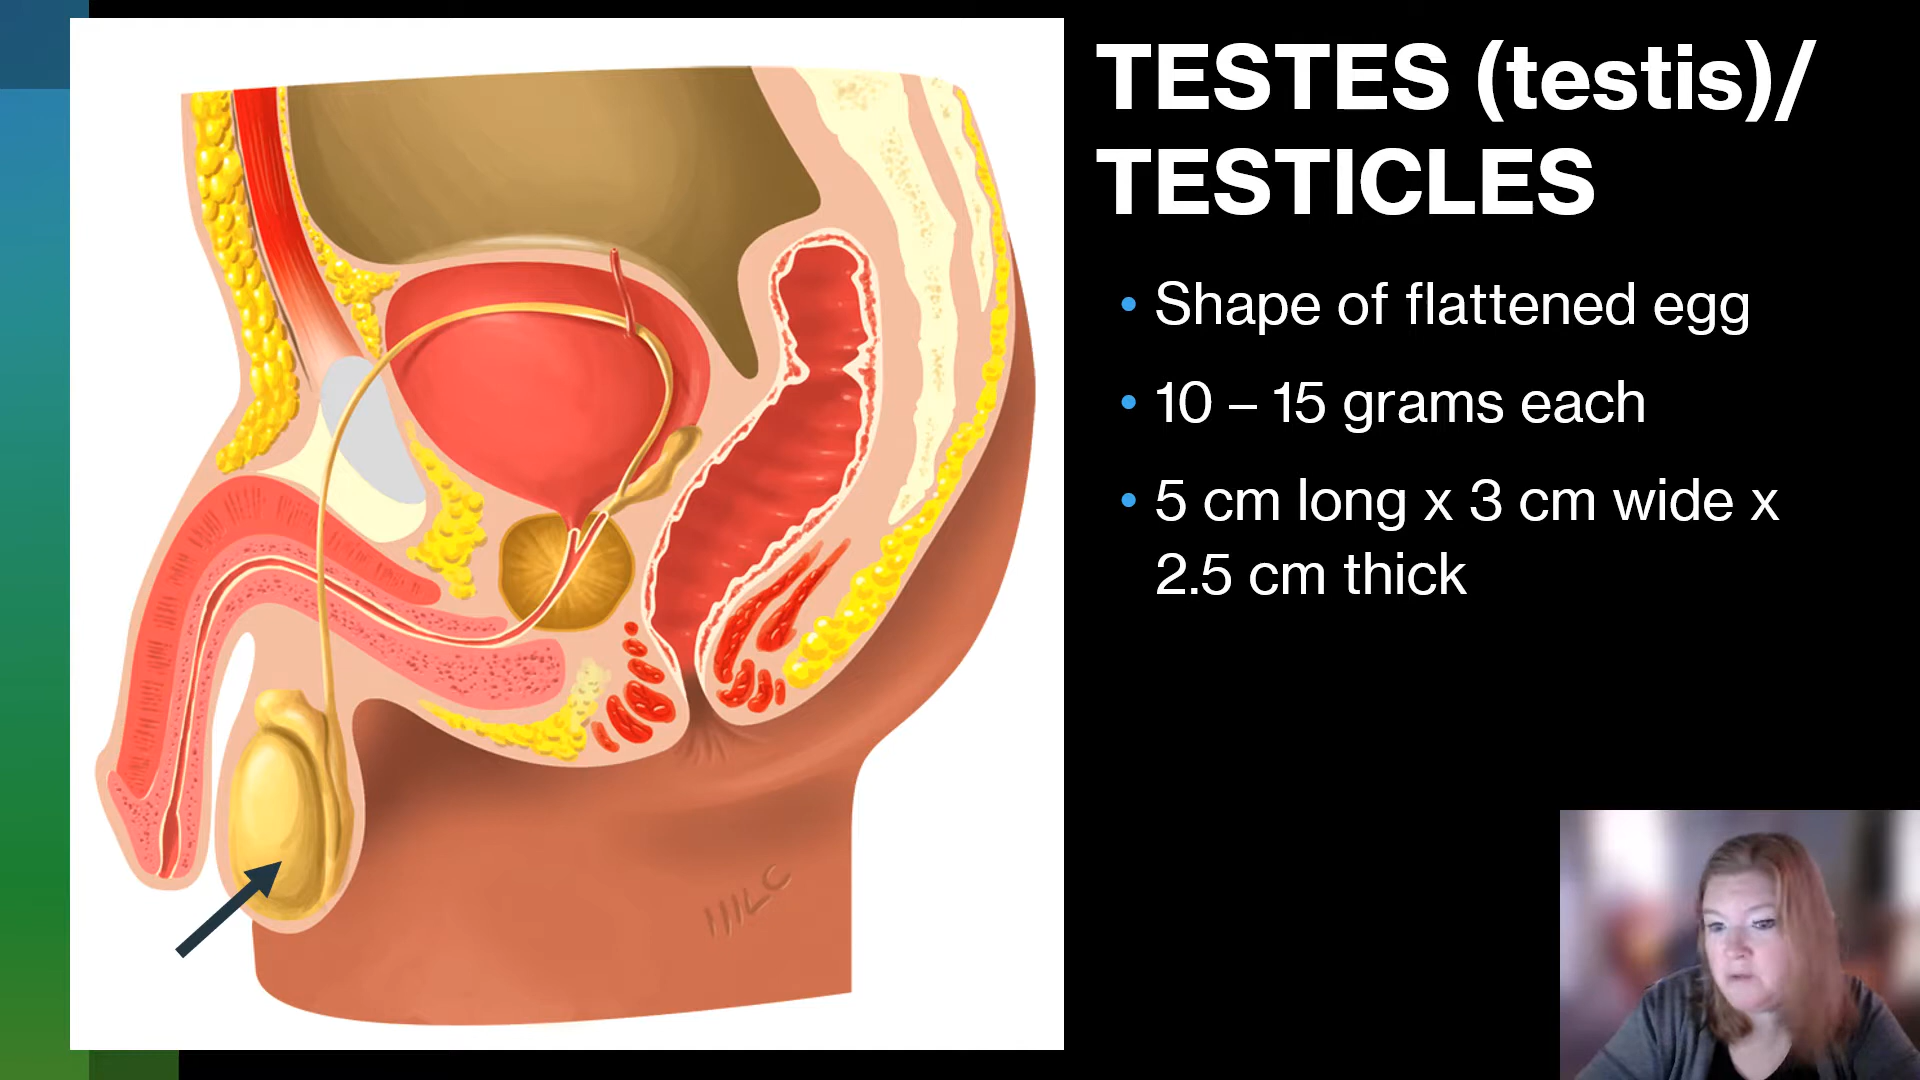 TESTES (testis)/
TESTICLES
• Shape of flattened egg
• 10 – 15 grams each
• 5 cm long x 3 cm wide x
2.5 cm thick